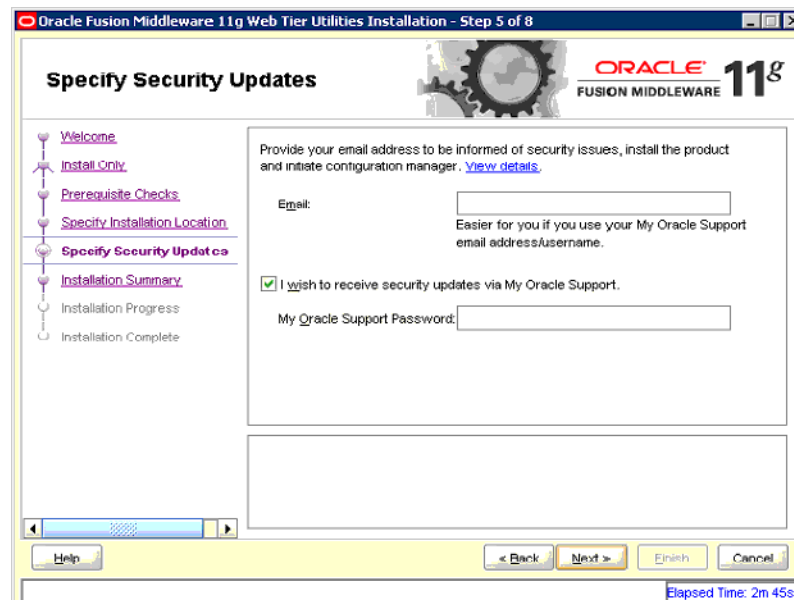 Oracle Fusion Middleware 11g Web Tier Utilities Installation - Step 5 of 8
Specify Security Updates
ORACLE
FUSION MIDDLEWARE 11g
Welcome
Install Only
Prerequisite Checks
Specify Installation Location
Specify Security Updates
Installation Summary
Installation Progress
Installation Complete
Provide your email address to be informed of security issues, install the product
and initiate configuration manager. View details.
Email:
Easier for you if you use your My Oracle Support
email address/username.
I wish to receive security updates via My Oracle Support.
My Oracle Support Password:
Help
< Back
Next >
Finish
Cancel
Elapsed Time: 2m 45s